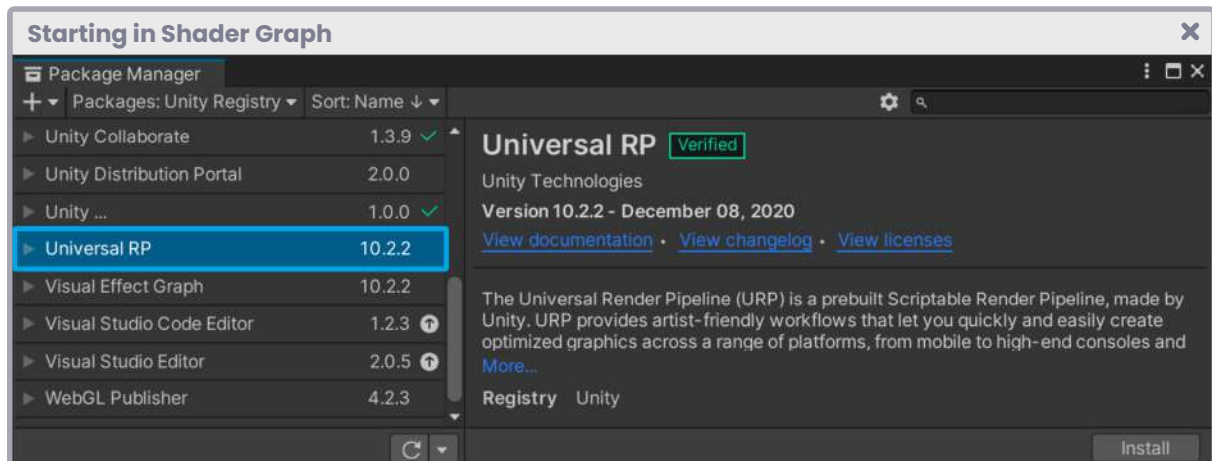 Starting in Shader Graph
Package Manager
Packages: Unity Registry Sort: Name ↓
Unity Collaborate 1.3.9
Unity Distribution Portal 2.0.0
Unity ... 1.0.0
Universal RP 10.2.2
Visual Effect Graph 10.2.2
Visual Studio Code Editor 1.2.3
Visual Studio Editor 2.0.5
WebGL Publisher 4.2.3
Universal RP Verified
Unity Technologies
Version 10.2.2 - December 08, 2020
View documentation • View changelog • View licenses
The Universal Render Pipeline (URP) is a prebuilt Scriptable Render Pipeline, made by
Unity. URP provides artist-friendly workflows that let you quickly and easily create
optimized graphics across a range of platforms, from mobile to high-end consoles and
More...
Registry Unity
Install